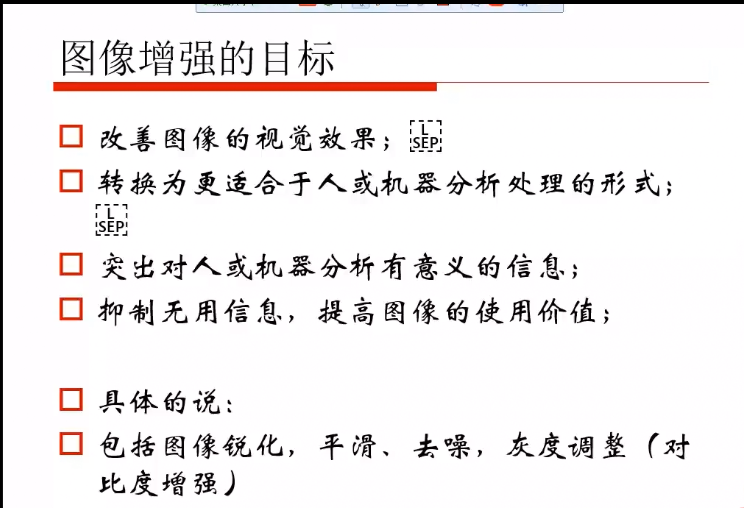 图像增强的目标
改善图像的视觉效果；
转换为更适合于人或机器分析处理的形式；
突出对人或机器分析有意义的信息；
抑制无用信息，提高图像的使用价值；
具体的说：
包括图像锐化，平滑、去噪，灰度调整（对
比度增强）